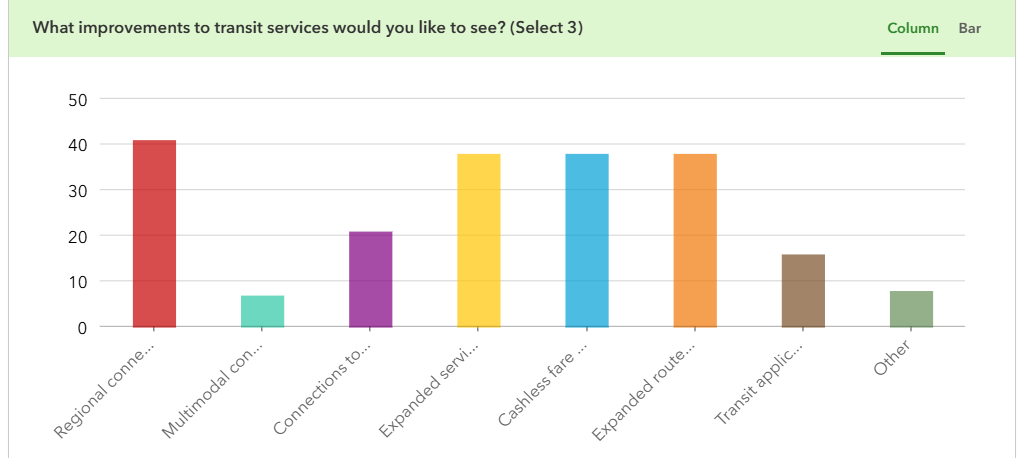 What improvements to transit services would you like to see? (Select 3)
Column Bar
50
40
30
20
10
0
Regional conne...
Multimodal con...
Connections to...
Expanded servi...
Cashless fare ...
Expanded route...
Transit applic...
Other